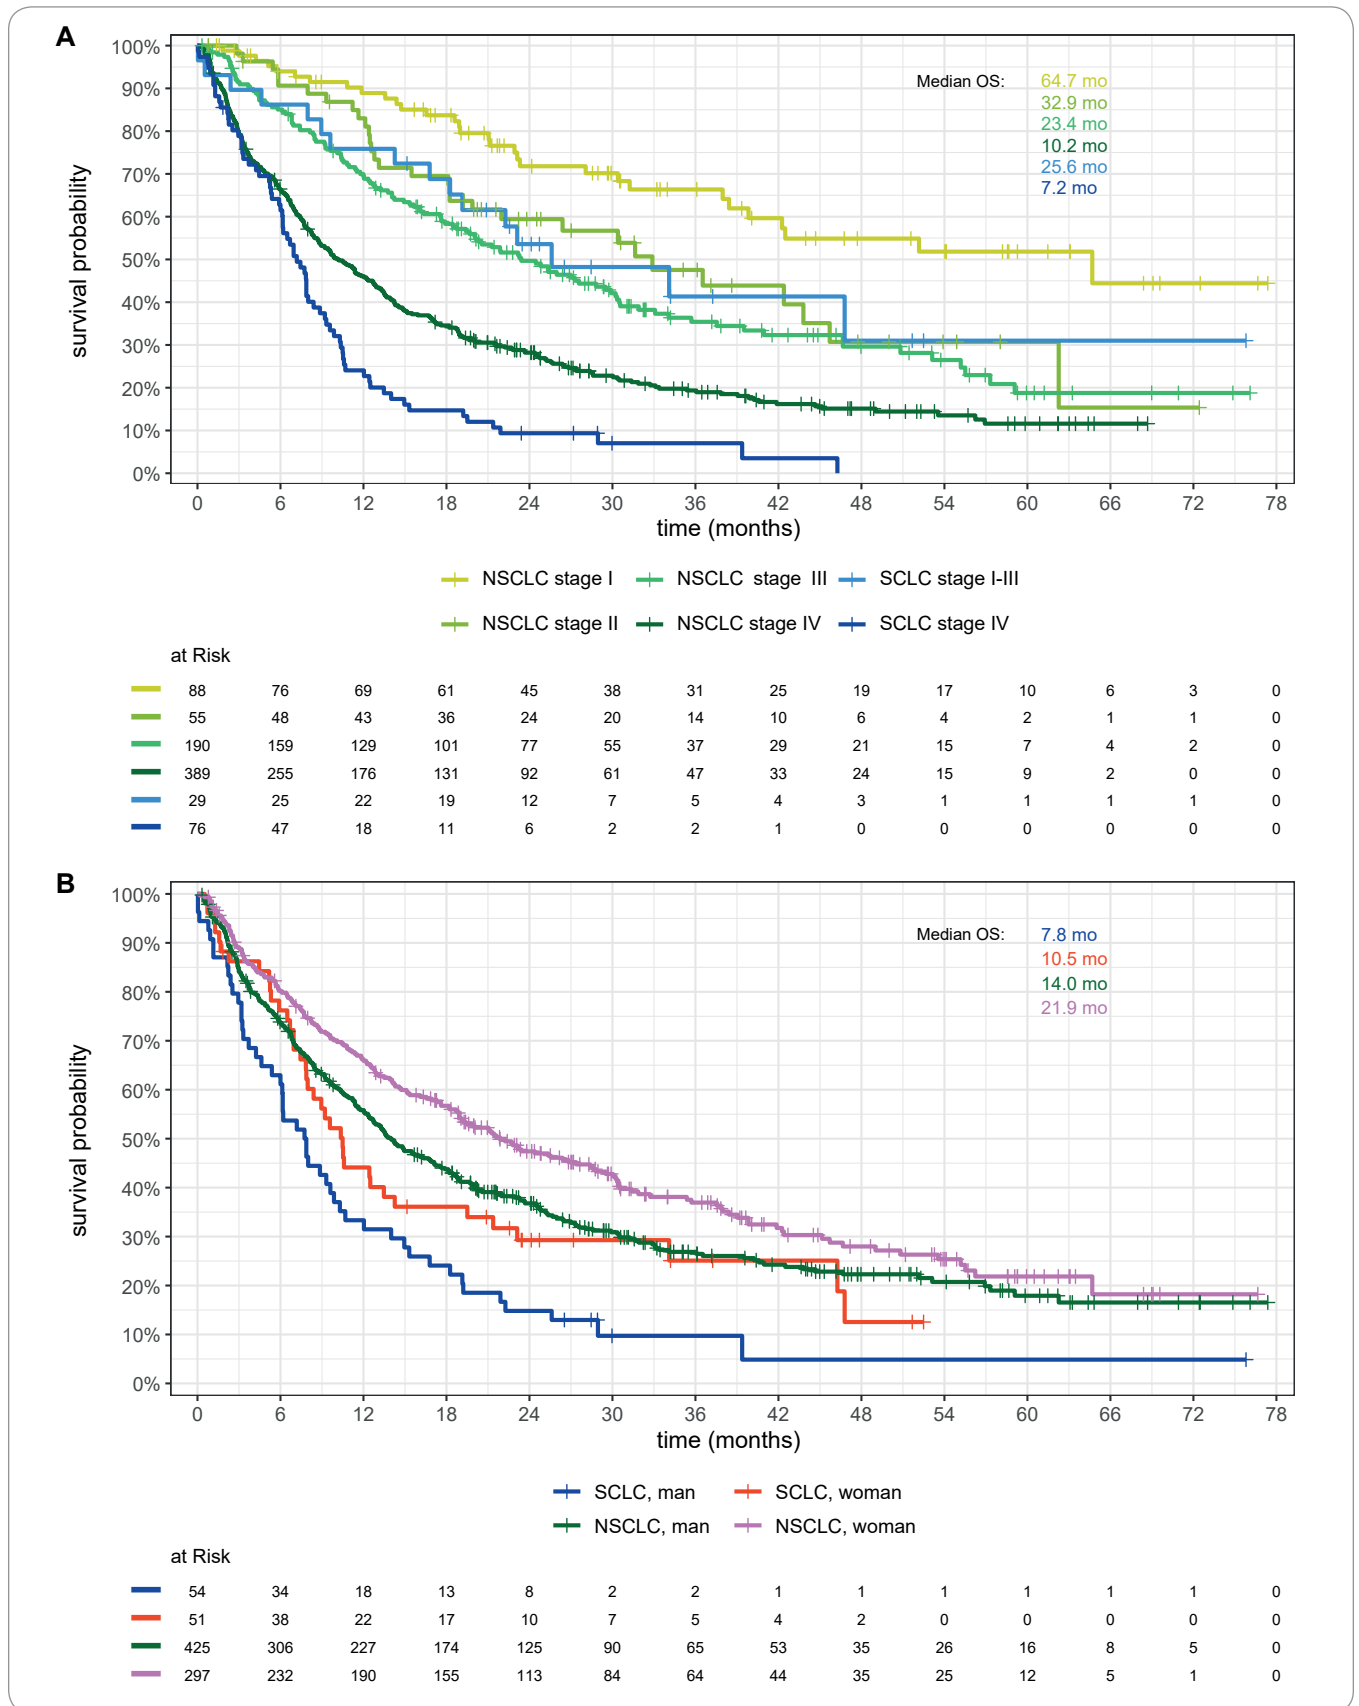 A
100%
90%
80%
70%
60%
50%
40%
30%
20%
10%
0%
survival probability
Median OS:
64.7 mo
32.9 mo
23.4 mo
10.2 mo
25.6 mo
7.2 mo
0 6 12 18 24 30 36 42 48 54 60 66 72 78
time (months)
NSCLC stage I NSCLC stage III SCLC stage I-III
NSCLC stage II NSCLC stage IV SCLC stage IV
at Risk
88 76 69 61 45 38 31 25 19 17 10 6 3 0
55 48 43 36 24 20 14 10 6 4 2 1 1 0
190 159 129 101 77 55 37 29 21 15 7 4 2 0
389 255 176 131 92 61 47 33 24 15 9 2 0 0
29 25 22 19 12 7 5 4 3 1 1 1 1 0
76 47 18 11 6 2 2 1 0 0 0 0 0 0
B
100%
90%
80%
70%
60%
50%
40%
30%
20%
10%
0%
survival probability
Median OS:
7.8 mo
10.5 mo
14.0 mo
21.9 mo
0 6 12 18 24 30 36 42 48 54 60 66 72 78
time (months)
SCLC, man SCLC, woman
NSCLC, man NSCLC, woman
at Risk
54 34 18 13 8 2 2 1 1 1 1 1 1 0
51 38 22 17 10 7 5 4 2 0 0 0 0 0
425 306 227 174 125 90 65 53 35 26 16 8 5 0
297 232 190 155 113 84 64 44 35 25 12 5 1 0